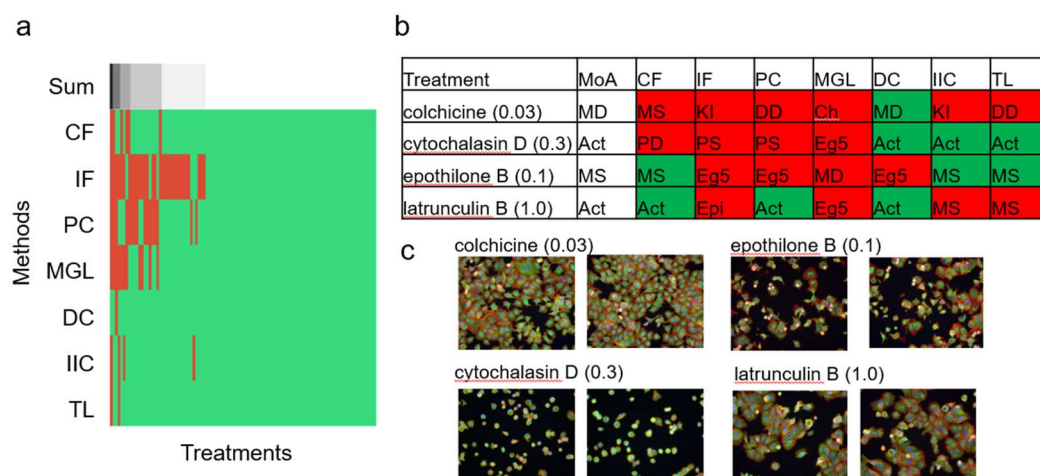 a
b
Sum
CF
IF
PC
MGL
DC
IIC
TL
Methods
Treatments
Treatment MoA CF IF PC MGL DC IIC TL
colchicine (0.03) MD MS KI DD Ch MD KI DD
cytochalasin D (0.3) Act PD PS PS Eg5 Act Act Act
epothilone B (0.1) MS MS Eg5 Eg5 MD Eg5 MS MS
latrunculin B (1.0) Act Act Epi Act Eg5 Act MS MS
c
colchicine (0.03)
epothilone B (0.1)
cytochalasin D (0.3)
latrunculin B (1.0)